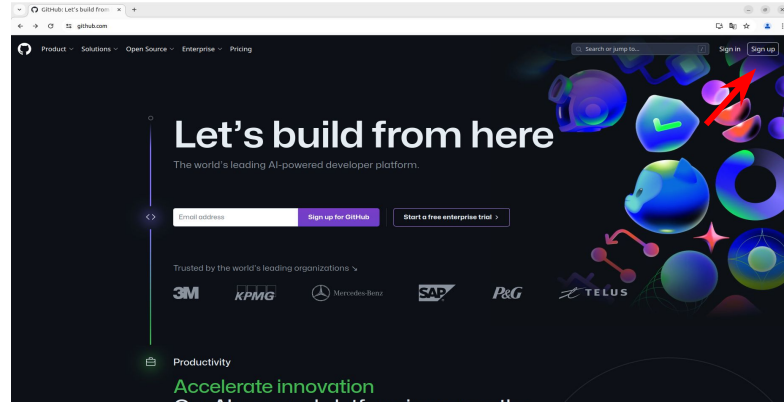 GitHub: Let's build from
github.com
Product Solutions Open Source Enterprise Pricing
Search or jump to... /
Sign in Sign up
Let's build from here
The world's leading AI-powered developer platform.
Email address Sign up for GitHub Start a free enterprise trial >
Trusted by the world's leading organizations ↘
3M KPMG Mercedes-Benz SAP P&G TELUS
Productivity
Accelerate innovation